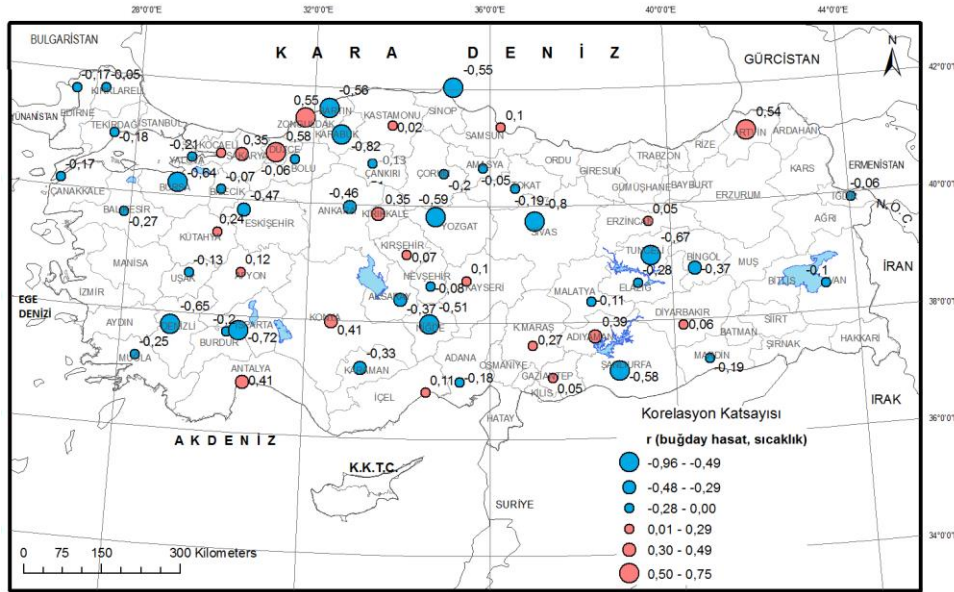 28°0'0"E 32°0'0"E 36°0'0"E 40°0'0"E 44°0'0"E
BULGARİSTAN
K A R A D E N İ Z
N
GÜRCİSTAN
42°0'0"N
-0,17 -0,05
KIRKLARELİ
EDİRNE
YUNANİSTAN
TEKİRDAĞ
-0,18
İSTANBUL
-0,55
SİNOP
-0,56
BARTIN
0,55
ZONGULDAK
KASTAMONU
0,02
KARABÜK
-0,82
0,1
SAMSUN
0,54
ARTVİN
ARDAHAN
RİZE
TRABZON
ORDU
GİRESUN
KARS
ERMENİSTAN
-0,17
ÇANAKKALE
-0,21
YALOVA
KOCAELİ
0,35
SAKARYA
0,58
DÜZCE
-0,06
BOLU
-0,13
ÇANKIRI
ÇORUM
-0,2
AMASYA
-0,05
TOKAT
-0,19
-0,8
SİVAS
GÜMÜŞHANE
BAYBURT
ERZURUM
-0,06
IĞDIR
40°0'0"N
N.Ö.C.
-0,64
BURSA
-0,07
BİLECİK
-0,47
ESKİŞEHİR
-0,46
ANKARA
0,35
KIRIKKALE
-0,59
YOZGAT
0,05
ERZİNCAN
AĞRI
BALIKESİR
-0,27
0,24
KÜTAHYA
-0,67
TUNCELİ
-0,28
ELAZIĞ
BİNGÖL
-0,37
MUŞ
İRAN
MANİSA
-0,13
UŞAK
0,12
AFYON
KIRŞEHİR
0,07
NEVŞEHİR
-0,08
0,1
KAYSERİ
BİTLİS
-0,1
VAN
EGE
DENİZİ
İZMİR
AKSARAY
-0,37
-0,51
NİĞDE
MALATYA
-0,11
DİYARBAKIR
0,06
BATMAN
SİİRT
ŞIRNAK
HAKKARİ
38°0'0"N
AYDIN
-0,65
DENİZLİ
-0,2
BURDUR
ISPARTA
-0,72
KONYA
0,41
K.MARAŞ
0,27
0,39
ADIYAMAN
-0,25
MUĞLA
-0,33
KARAMAN
ADANA
-0,18
OSMANİYE
GAZİANTEP
0,05
KİLİS
ŞANLIURFA
-0,58
MARDİN
-0,19
ANTALYA
0,41
0,11
İÇEL
HATAY
IRAK
36°0'0"N
A K D E N İ Z
K.K.T.C.
SURİYE
Korelasyon Katsayısı
r (buğday hasat, sıcaklık)
-0,96 - -0,49
-0,48 - -0,29
-0,28 - 0,00
0,01 - 0,29
0,30 - 0,49
0,50 - 0,75
34°0'0"N
0 75 150 300 Kilometers